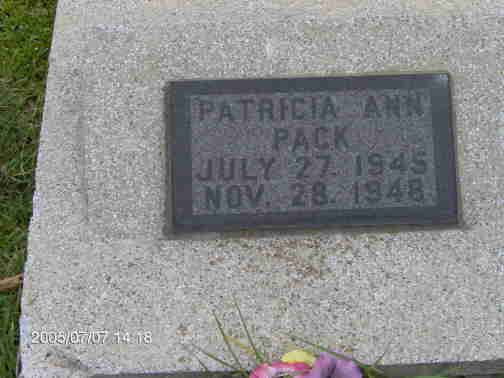 PATRICIA ANN
PACK
JULY 27. 1945
NOV. 28. 1948
2005/07/07 14:18